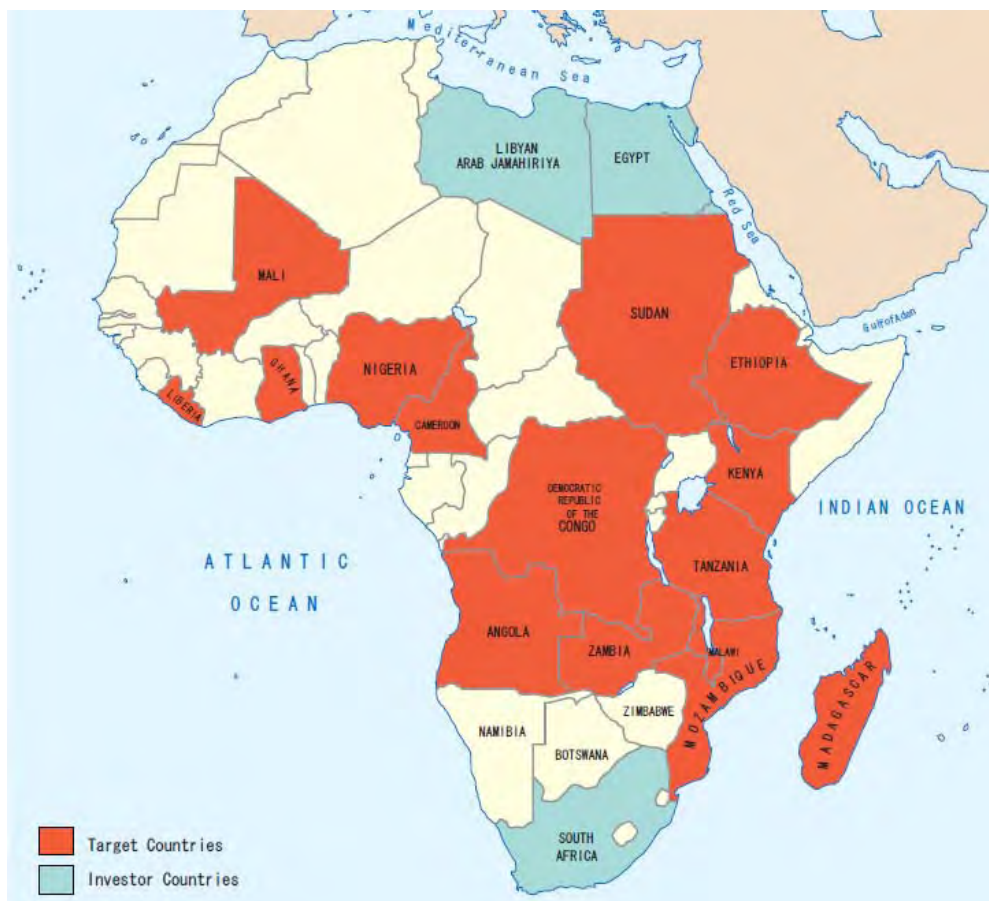 Mediterranean Sea
LIBYAN
ARAB JAMAHIRIYA
EGYPT
Red Sea
MALI
SUDAN
Gulf of Aden
NIGERIA
GHANA
ETHIOPIA
LIBERIA
CAMEROON
KENYA
DEMOCRATIC
REPUBLIC
OF THE
CONGO
INDIAN OCEAN
ATLANTIC
OCEAN
TANZANIA
ANGOLA
ZAMBIA
MALAWI
MOZAMBIQUE
MADAGASCAR
ZIMBABWE
NAMIBIA
BOTSWANA
SOUTH
AFRICA
Target Countries
Investor Countries